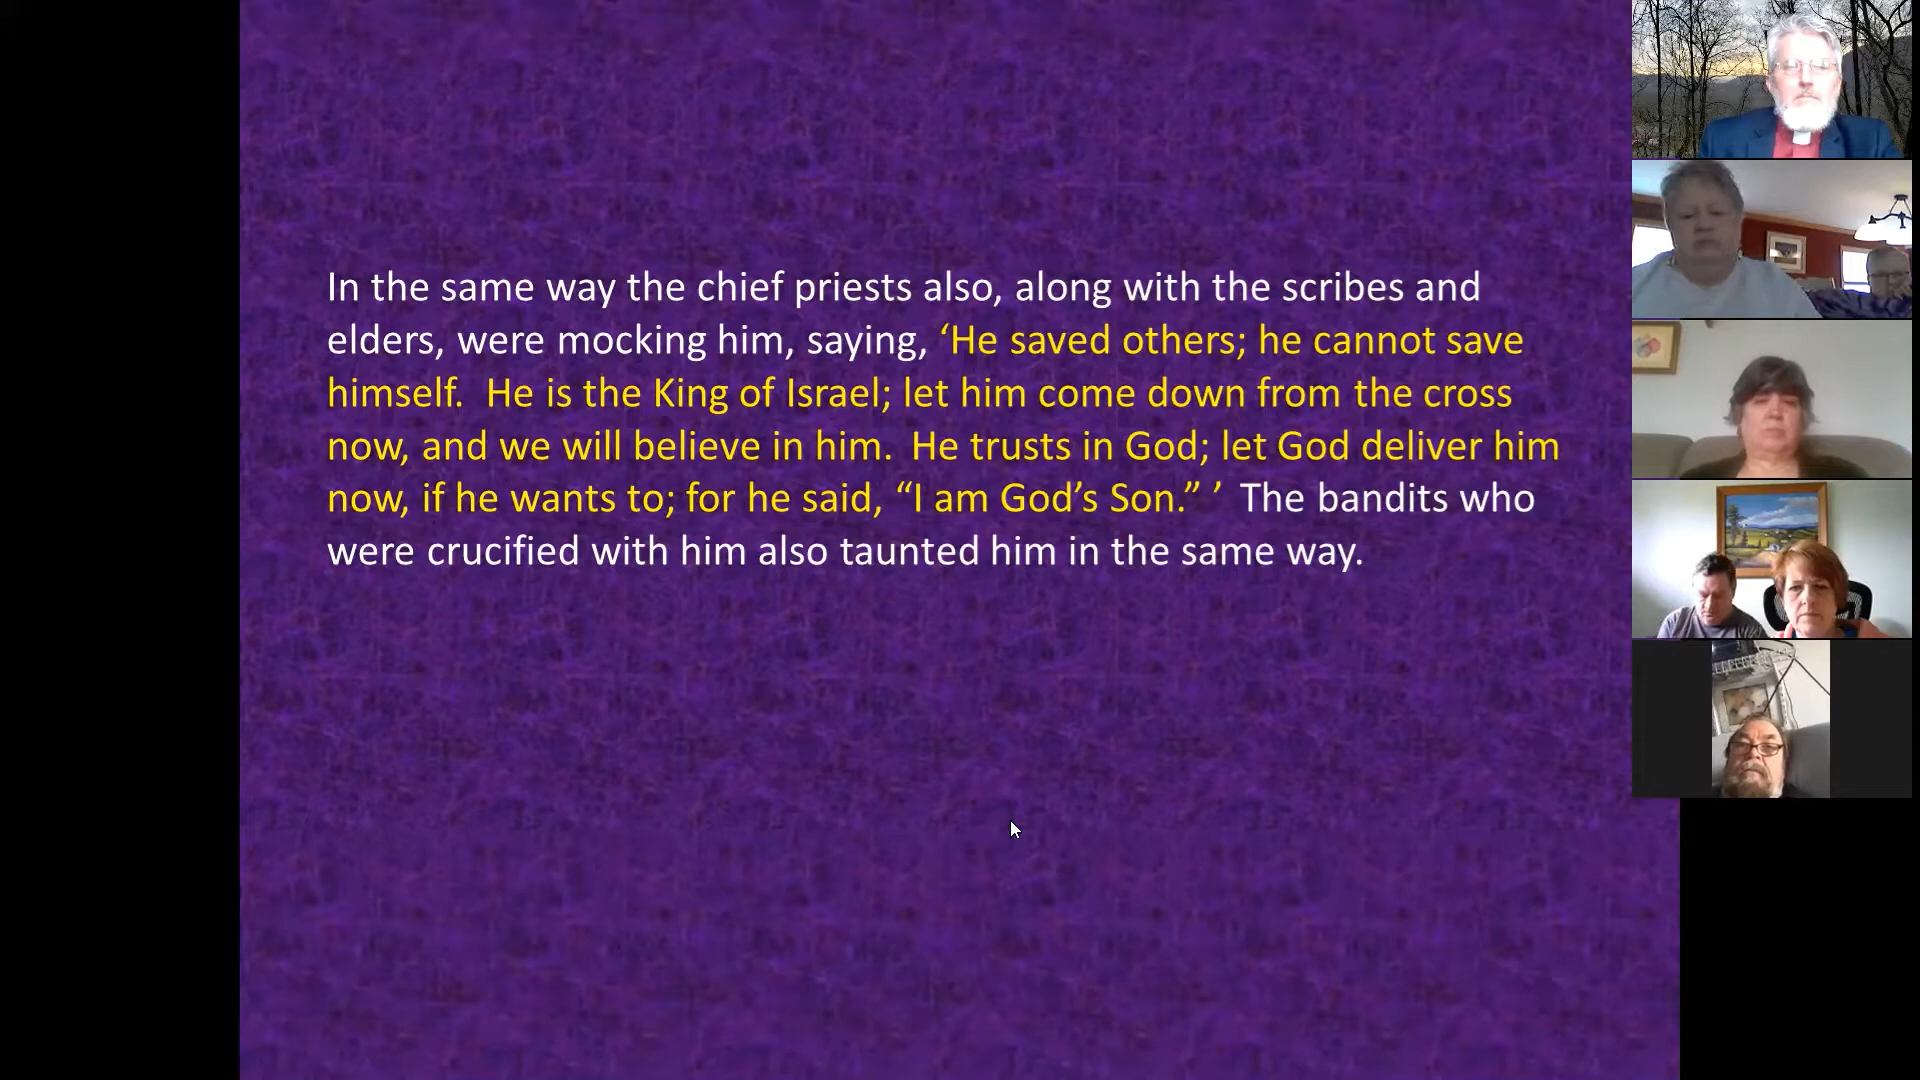 In the same way the chief priests also, along with the scribes and
elders, were mocking him, saying, ‘He saved others; he cannot save
himself.  He is the King of Israel; let him come down from the cross
now, and we will believe in him.  He trusts in God; let God deliver him
now, if he wants to; for he said, “I am God’s Son.” ’  The bandits who
were crucified with him also taunted him in the same way.